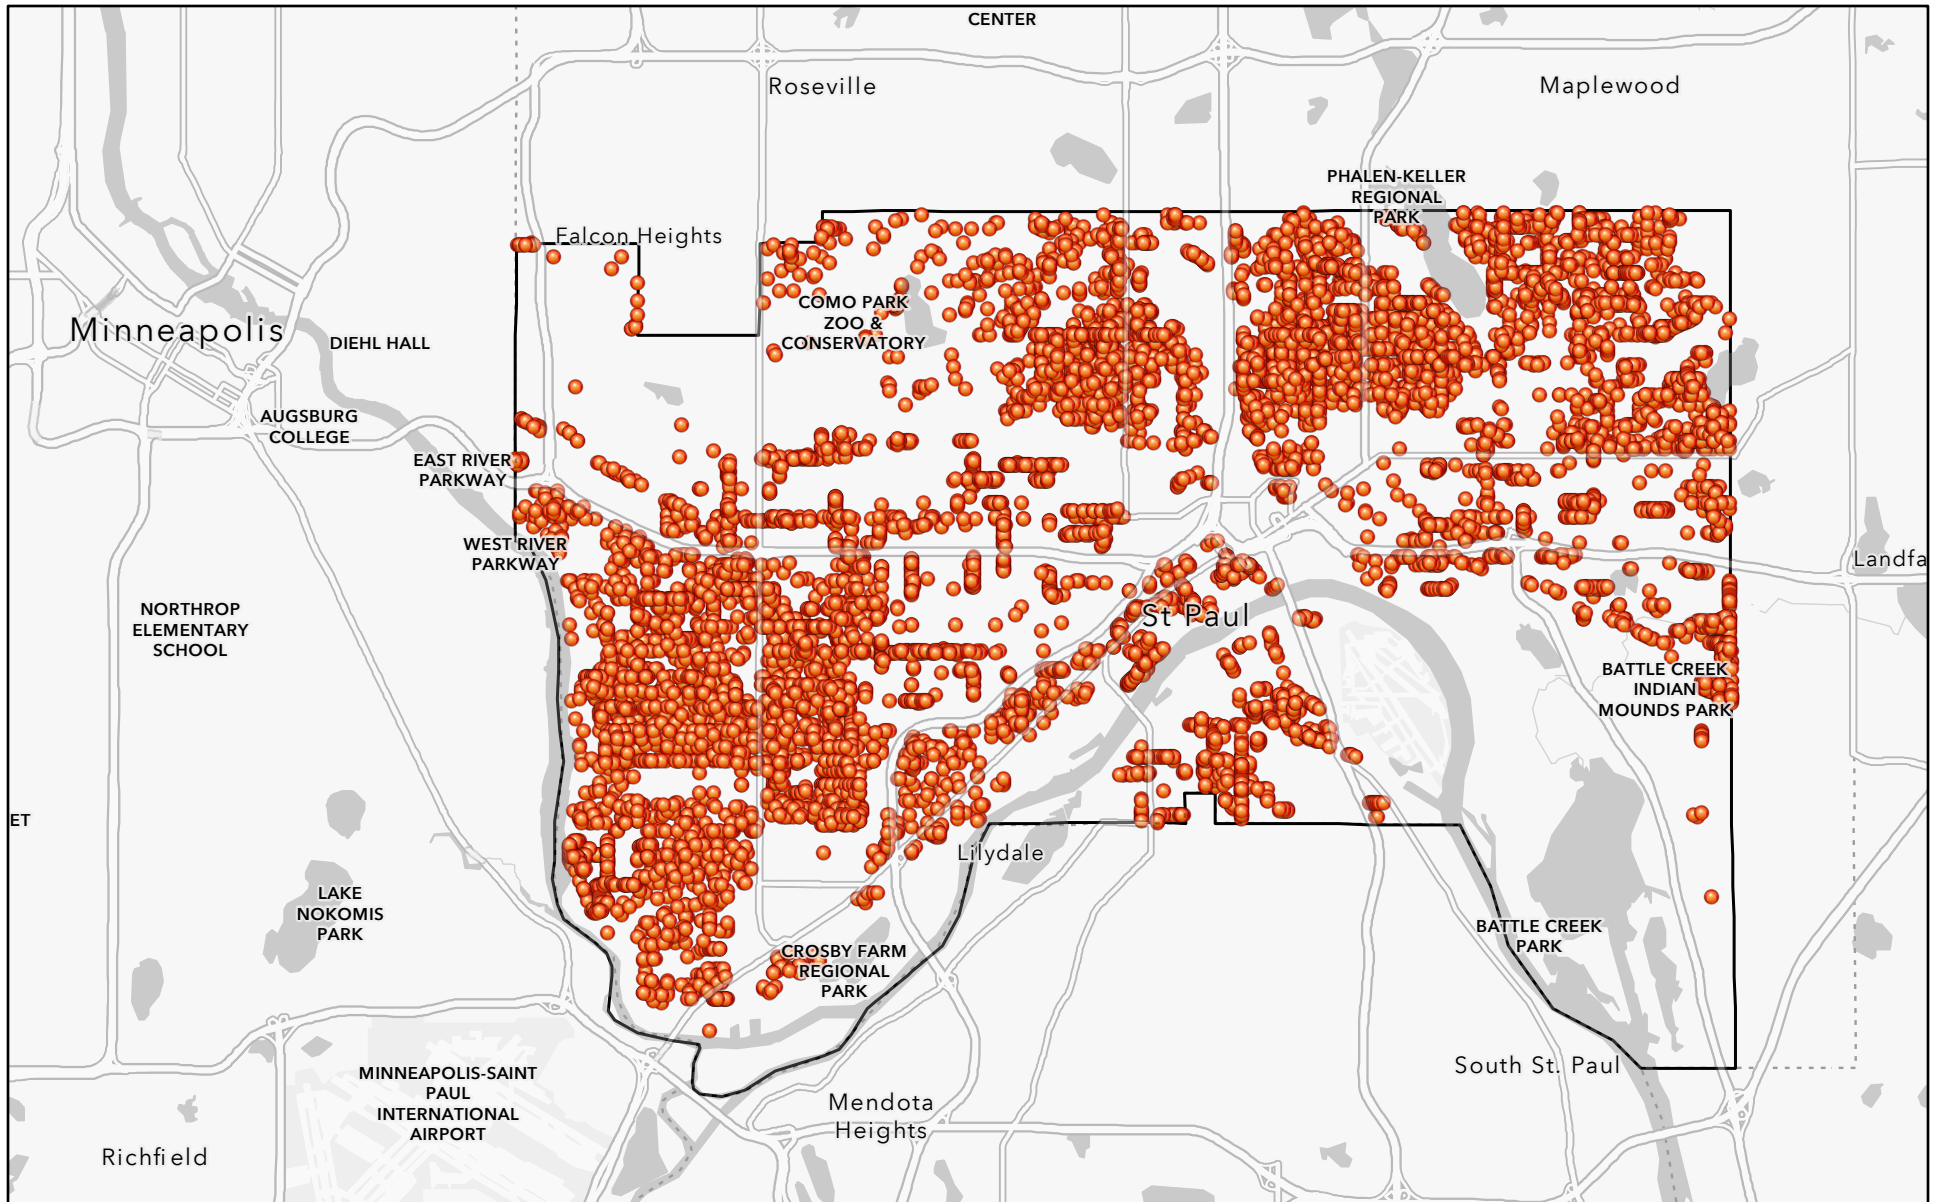 CENTER
Roseville
Maplewood
PHALEN-KELLER
REGIONAL
PARK
Falcon Heights
COMO PARK
ZOO &
CONSERVATORY
Minneapolis
DIEHL HALL
AUGSBURG
COLLEGE
EAST RIVER
PARKWAY
WEST RIVER
PARKWAY
Landfa
NORTHROP
ELEMENTARY
SCHOOL
St Paul
BATTLE CREEK
INDIAN
MOUNDS PARK
ET
Lilydale
LAKE
NOKOMIS
PARK
CROSBY FARM
REGIONAL
PARK
BATTLE CREEK
PARK
South St. Paul
MINNEAPOLIS-SAINT
PAUL
INTERNATIONAL
AIRPORT
Mendota
Heights
Richfield